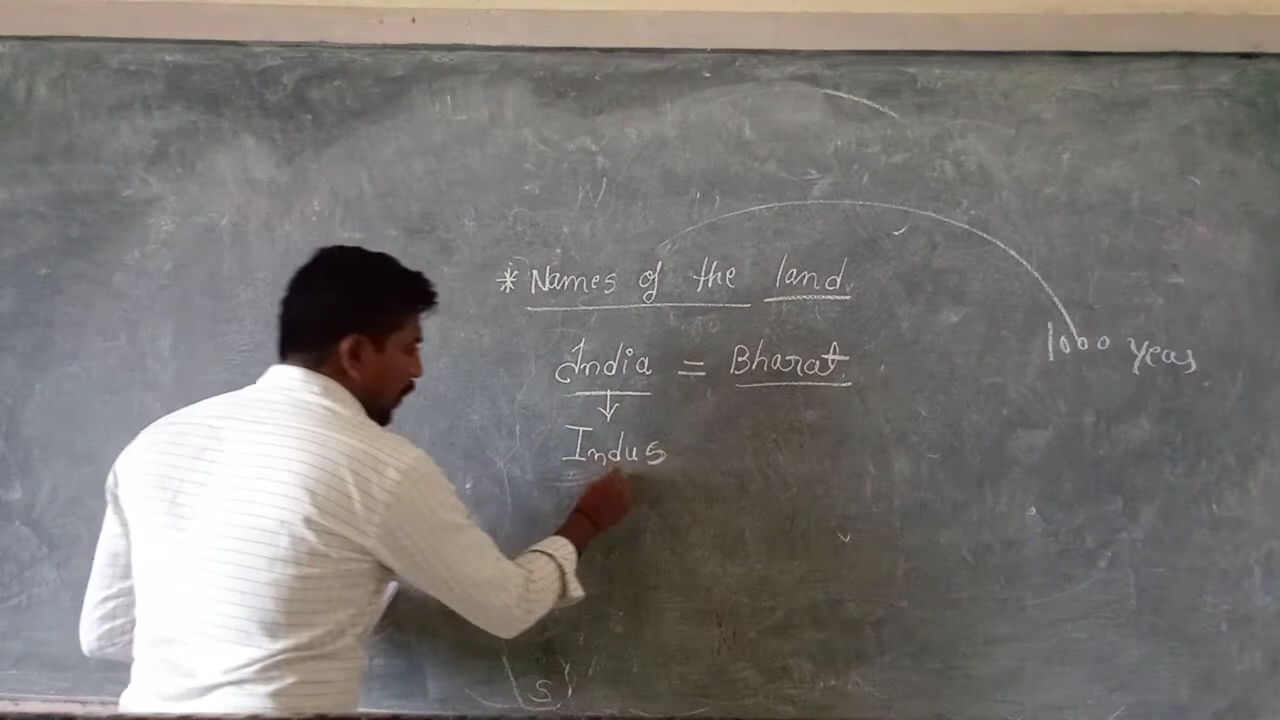 N
* Names of the land
India = Bharat
1000 years
↓
Indus
S